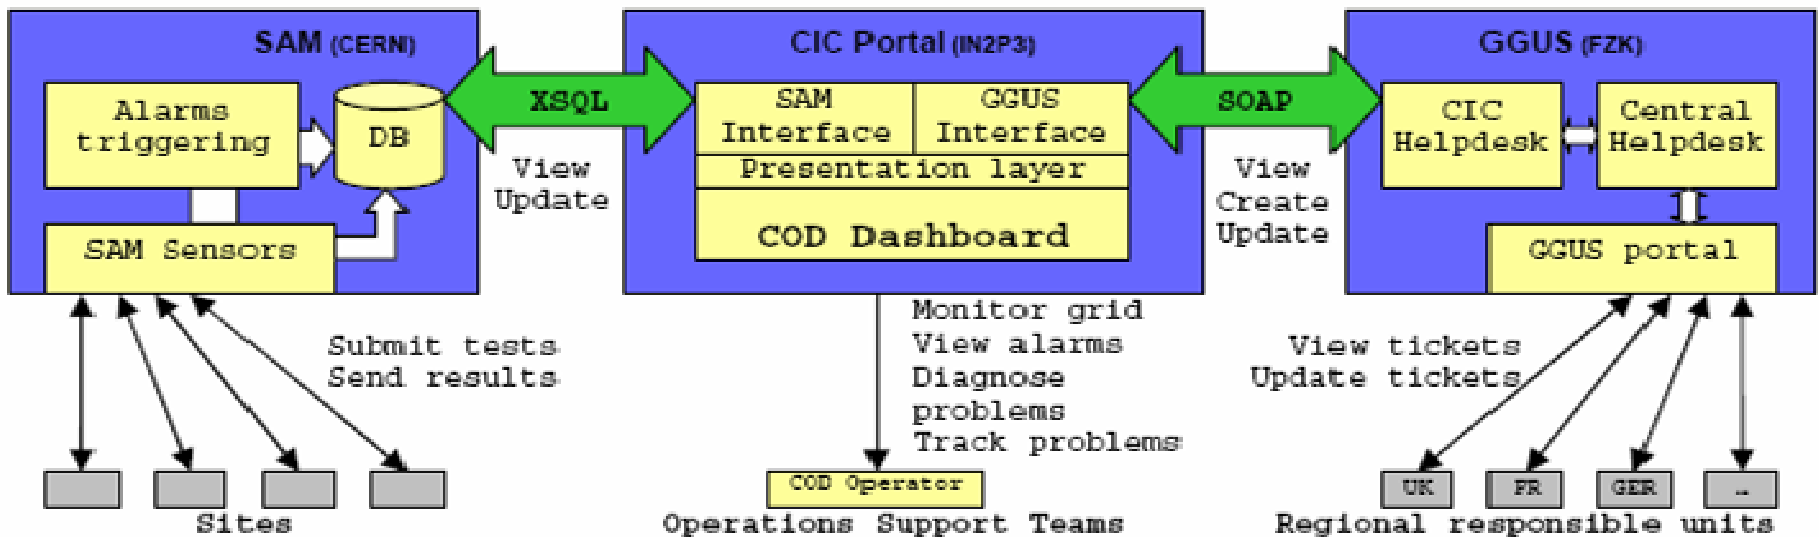 SAM (CERN)
CIC Portal (IN2P3)
GGUS (FZK)
Alarms
triggering
DB
SAM Sensors
XSQL
View
Update
SAM
Interface
GGUS
Interface
Presentation layer
COD Dashboard
SOAP
View
Create
Update
CIC
Helpdesk
Central
Helpdesk
GGUS portal
Submit tests
Send results
Monitor grid
View alarms
Diagnose
problems
Track problems
View tickets
Update tickets
Sites
COD Operator
Operations Support Teams
UK
FR
GER
…
Regional responsible units